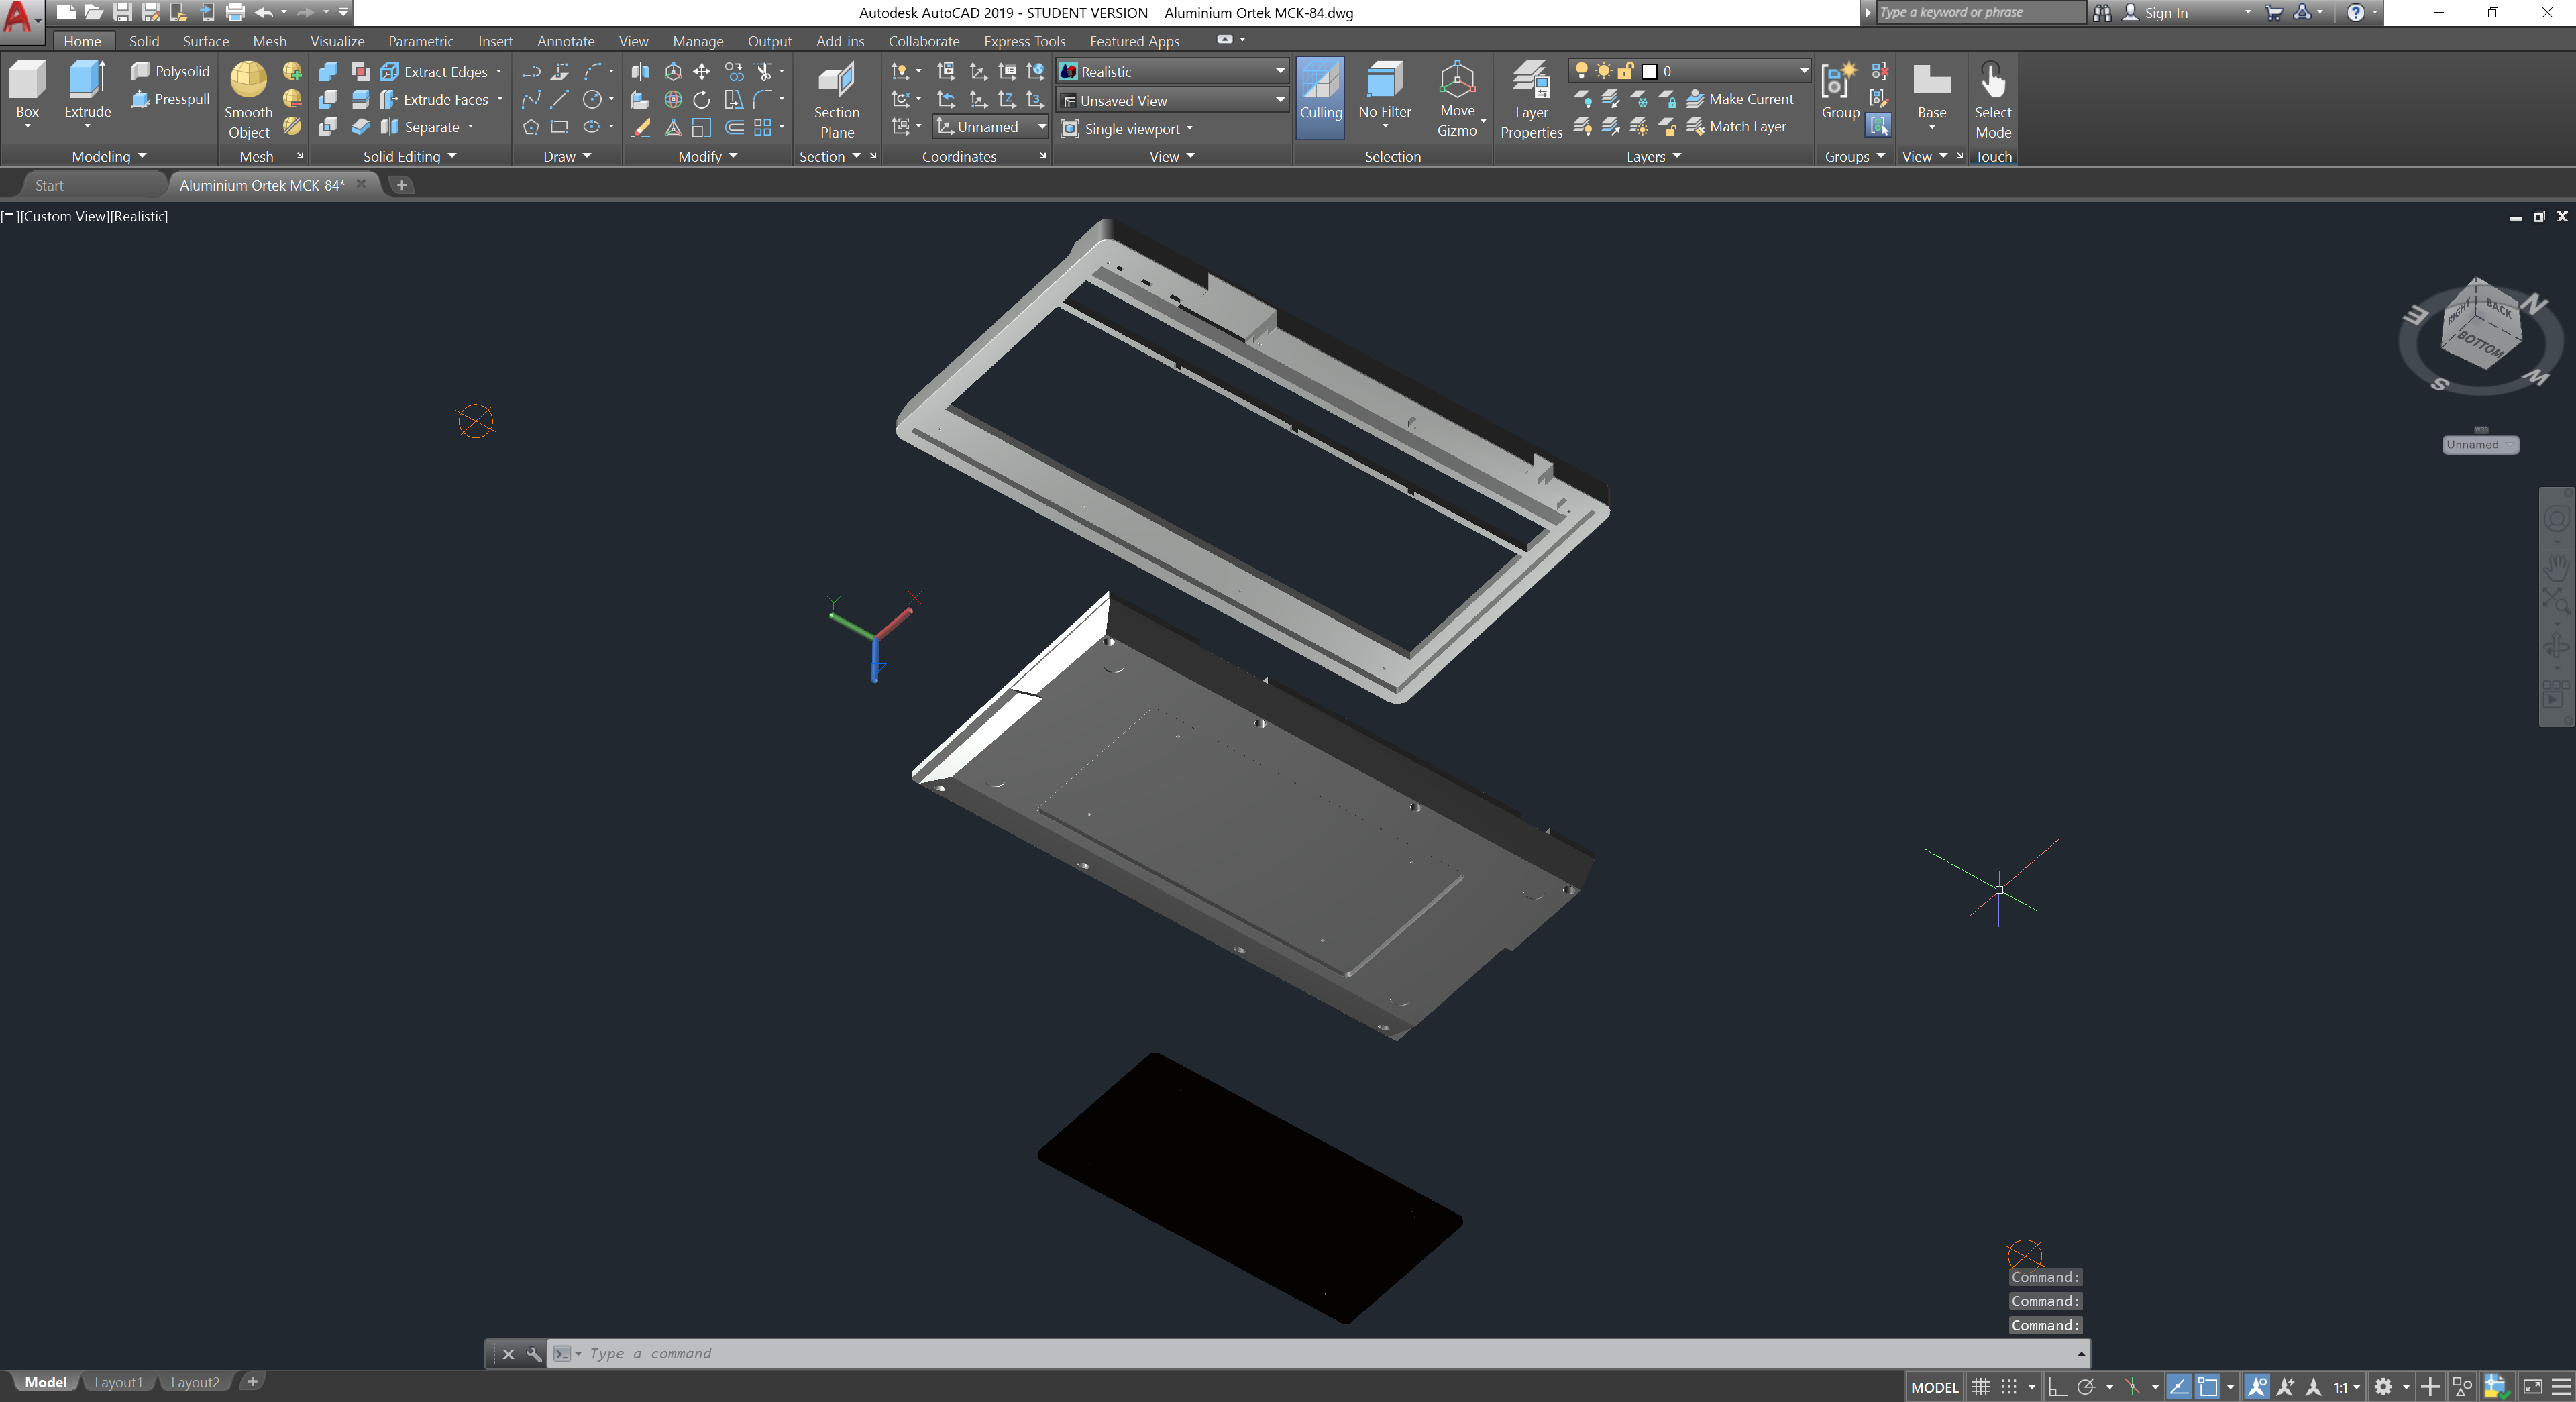 Autodesk AutoCAD 2019 - STUDENT VERSION Aluminium Ortek MCK-84.dwg
Type a keyword or phrase
Sign In
Home Solid Surface Mesh Visualize Parametric Insert Annotate View Manage Output Add-ins Collaborate Express Tools Featured Apps
Box
Extrude
Polysolid
Presspull
Modeling
Smooth
Object
Mesh
Extract Edges
Extrude Faces
Separate
Solid Editing
Draw
Modify
Section
Plane
Section
Unnamed
Coordinates
Realistic
Unsaved View
Single viewport
View
Culling
No Filter
Move
Gizmo
Selection
Layer
Properties
0
Make Current
Match Layer
Layers
Group
Groups
Base
View
Select
Mode
Touch
Start
Aluminium Ortek MCK-84*
[−][Custom View][Realistic]
E N
RIGHT BACK
BOTTOM
S W
WCS
Unnamed
Y X
Z
Command:
Command:
Command:
Type a command
Model Layout1 Layout2
MODEL
1:1